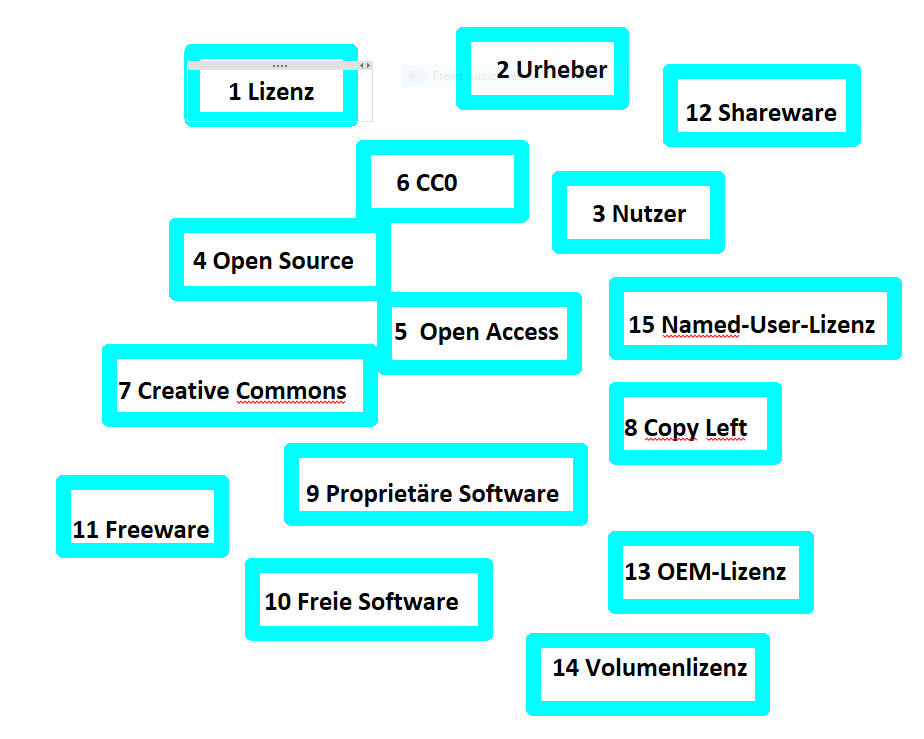 2 Urheber
1 Lizenz
12 Shareware
6 CC0
3 Nutzer
4 Open Source
15 Named-User-Lizenz
5 Open Access
7 Creative Commons
8 Copy Left
9 Proprietäre Software
11 Freeware
13 OEM-Lizenz
10 Freie Software
14 Volumenlizenz